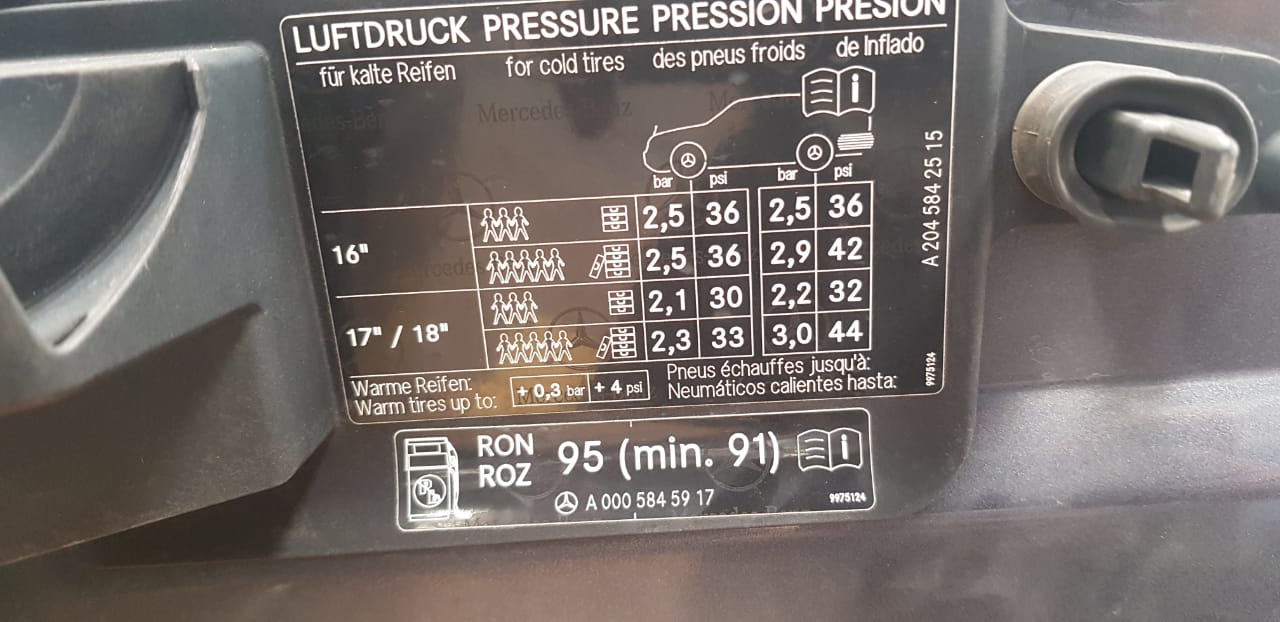 LUFTDRUCK PRESSURE PRESSION PRESION
für kalte Reifen for cold tires des pneus froids de Inflado
Mercedes-Benz
bar psi bar psi
16" 2,5 36 2,5 36
2,5 36 2,9 42
17" / 18" 2,1 30 2,2 32
2,3 33 3,0 44
Warme Reifen: + 0,3 bar + 4 psi Pneus échauffes jusqu'à:
Warm tires up to: Neumáticos calientes hasta:
A 204 584 25 15
9975124
RON 95 (min. 91)
ROZ
A 000 584 59 17 9975124